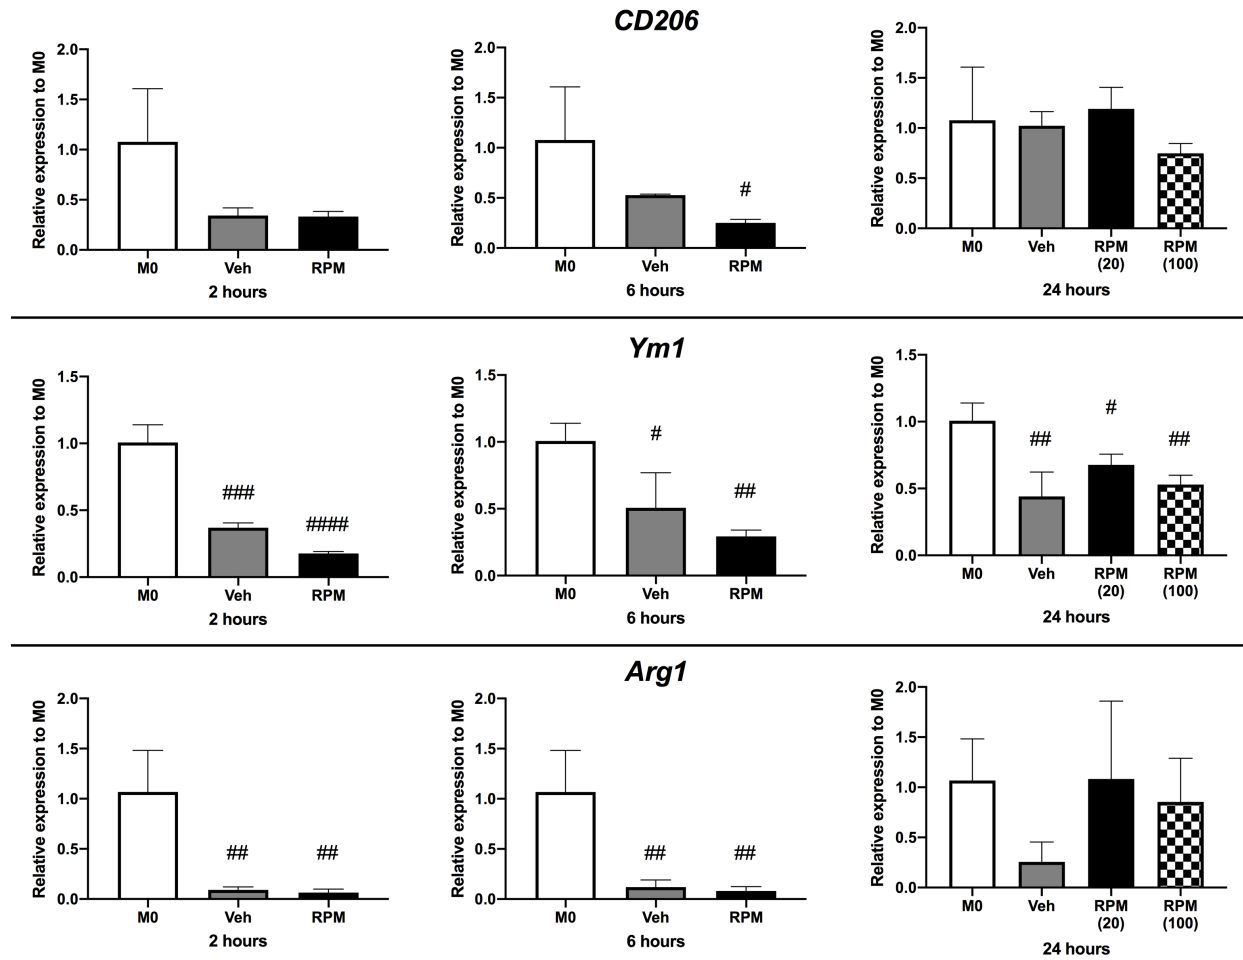 CD206
Relative expression to M0
2.0
1.5
1.0
0.5
0.0
M0 Veh RPM
2 hours
Relative expression to M0
2.0
1.5
1.0
0.5
0.0
#
M0 Veh RPM
6 hours
Relative expression to M0
2.0
1.5
1.0
0.5
0.0
M0 Veh RPM RPM
(20) (100)
24 hours
Ym1
Relative expression to M0
1.5
1.0
0.5
0.0
###
####
M0 Veh RPM
2 hours
Relative expression to M0
1.5
1.0
0.5
0.0
#
##
M0 Veh RPM
6 hours
Relative expression to M0
1.5
1.0
0.5
0.0
##
#
##
M0 Veh RPM RPM
(20) (100)
24 hours
Arg1
Relative expression to M0
2.0
1.5
1.0
0.5
0.0
## ##
M0 Veh RPM
2 hours
Relative expression to M0
2.0
1.5
1.0
0.5
0.0
## ##
M0 Veh RPM
6 hours
Relative expression to M0
2.0
1.5
1.0
0.5
0.0
M0 Veh RPM RPM
(20) (100)
24 hours